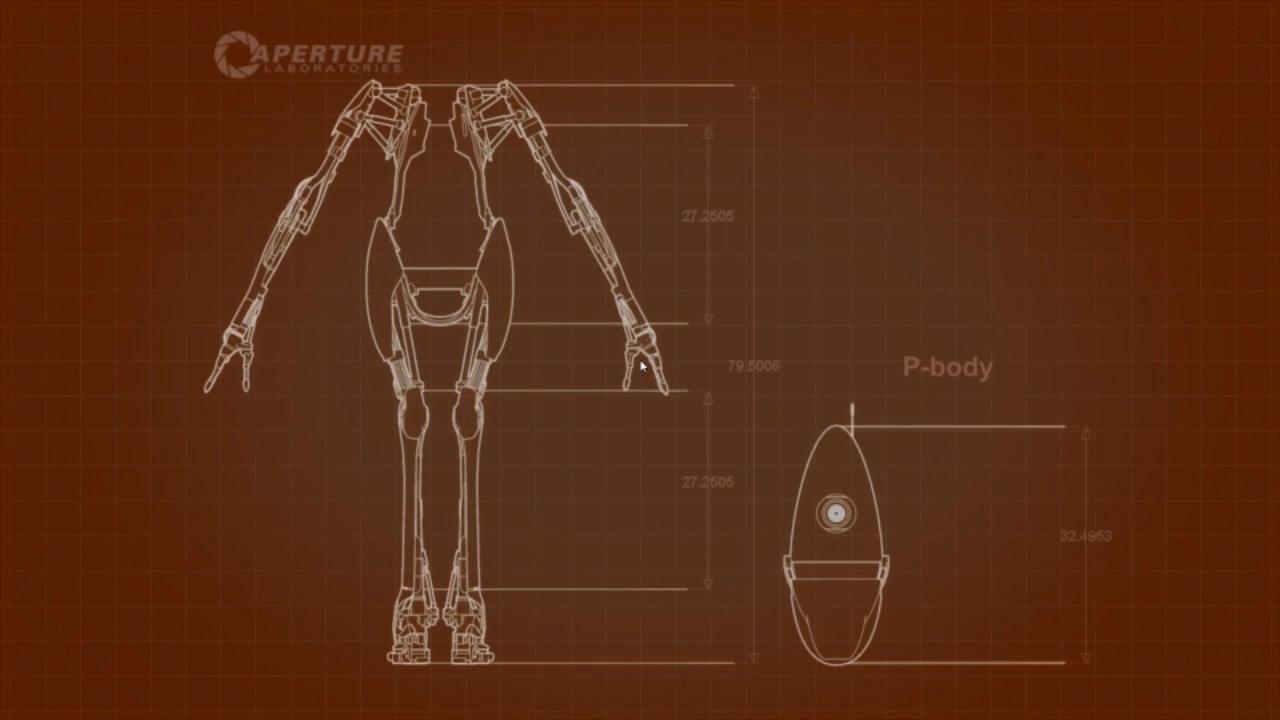 APERTURE
LABORATORIES
27.2505
79.5006
P-body
27.2505
32.4953